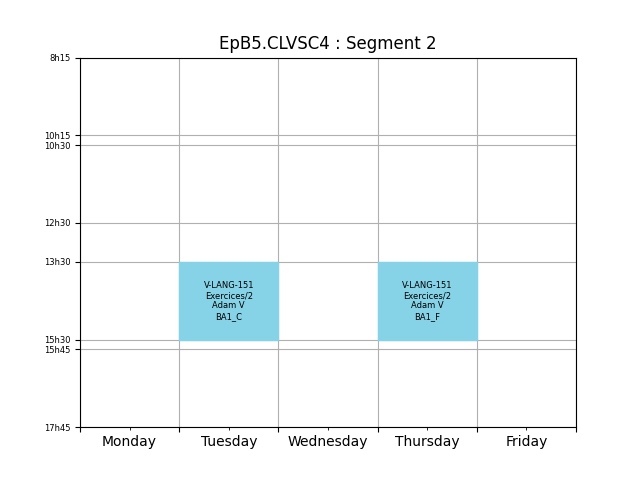 EpB5.CLVSC4 : Segment 2
8h15
10h15
10h30
12h30
13h30
V-LANG-151
Exercices/2
Adam V
BA1_C
V-LANG-151
Exercices/2
Adam V
BA1_F
15h30
15h45
17h45
Monday
Tuesday
Wednesday
Thursday
Friday